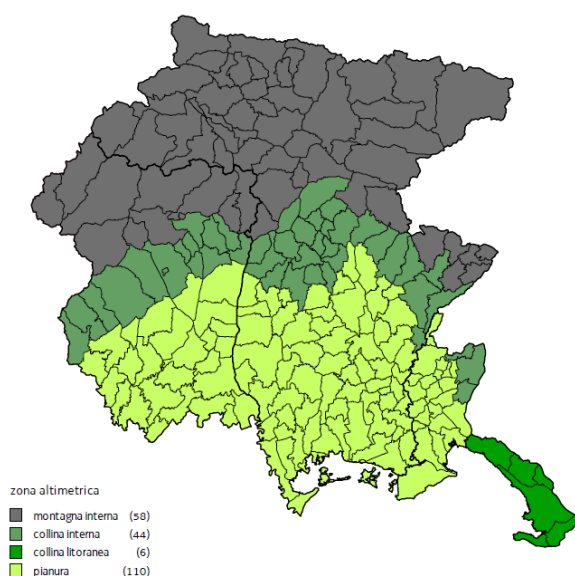 zona altimetrica
montagna interna (58)
collina interna (44)
collina litoranea (6)
pianura (110)